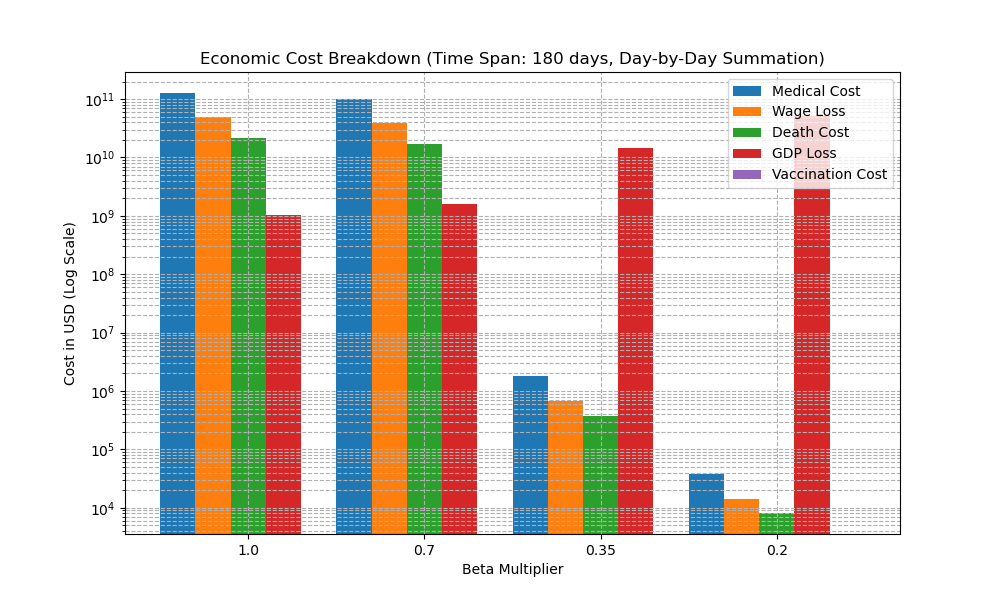 Economic Cost Breakdown (Time Span: 180 days, Day-by-Day Summation)
Cost in USD (Log Scale)
10¹¹
10¹⁰
10⁹
10⁸
10⁷
10⁶
10⁵
10⁴
Medical Cost
Wage Loss
Death Cost
GDP Loss
Vaccination Cost
1.0 0.7 0.35 0.2
Beta Multiplier